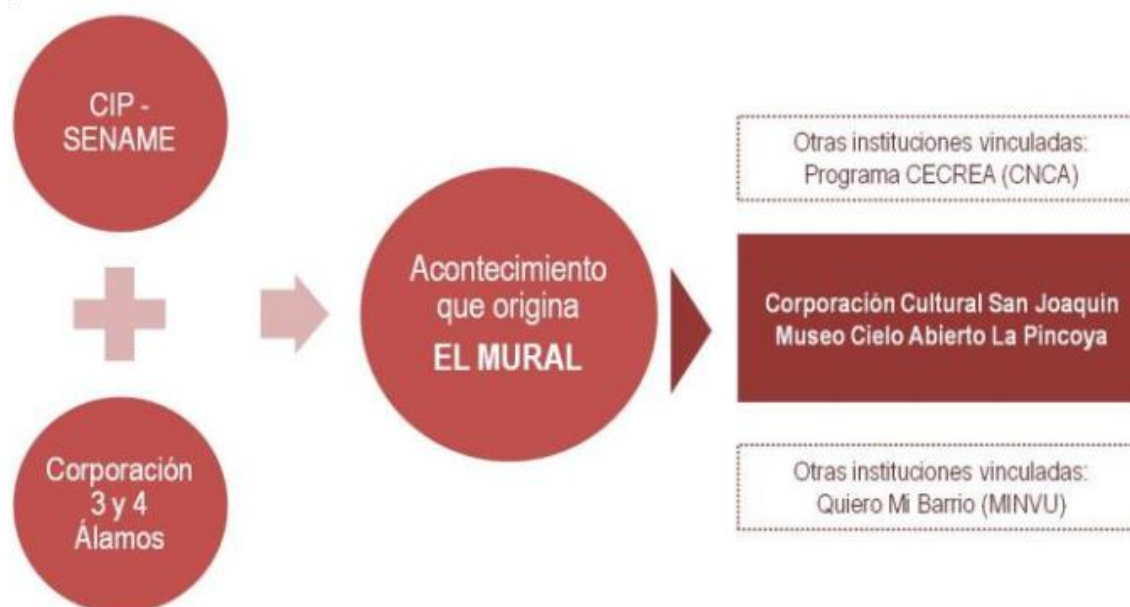 CIP -
SENAME
Corporación
3 y 4
Álamos
Acontecimiento
que origina
EL MURAL
Otras instituciones vinculadas:
Programa CECREA (CNCA)
Corporación Cultural San Joaquin
Museo Cielo Abierto La Pincoya
Otras instituciones vinculadas:
Quiero Mi Barrio (MINVU)